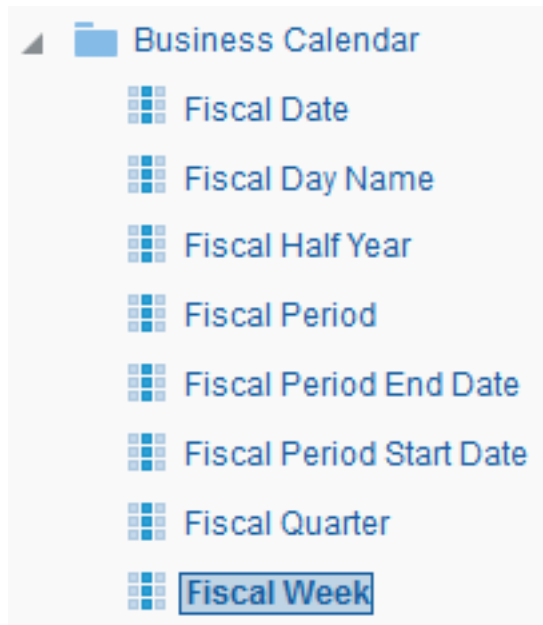 Business Calendar
Fiscal Date
Fiscal Day Name
Fiscal Half Year
Fiscal Period
Fiscal Period End Date
Fiscal Period Start Date
Fiscal Quarter
Fiscal Week